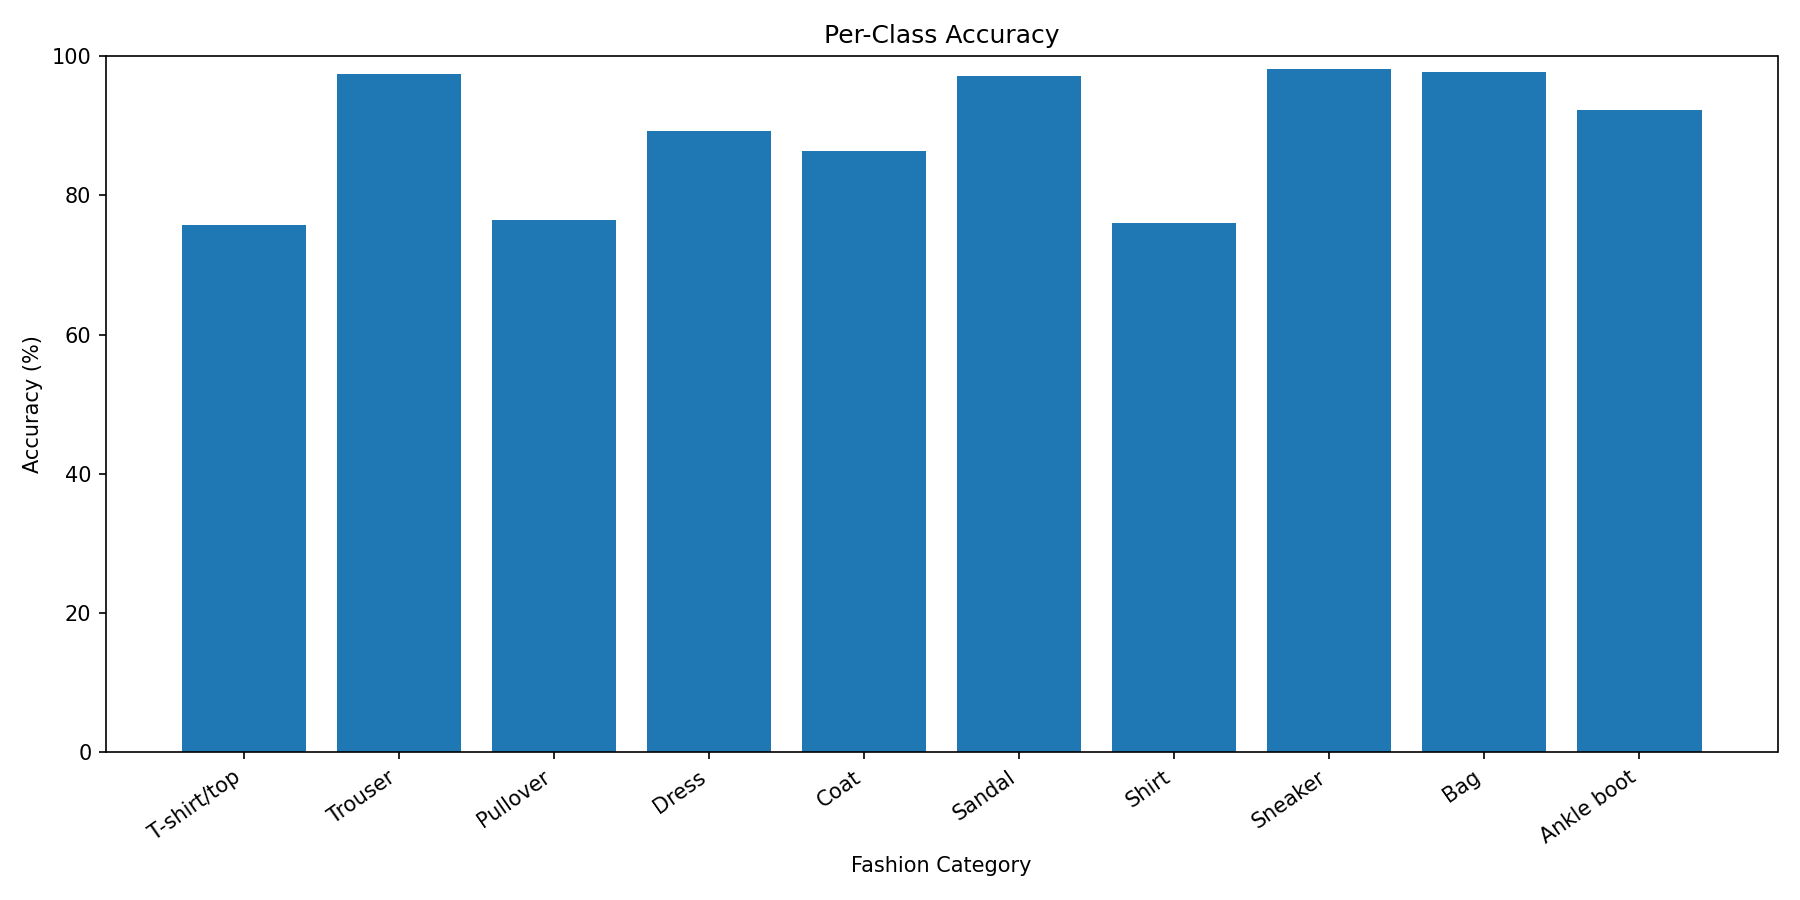 Per-Class Accuracy
100
80
60
40
20
0
Accuracy (%)
T-shirt/top
Trouser
Pullover
Dress
Coat
Sandal
Shirt
Sneaker
Bag
Ankle boot
Fashion Category